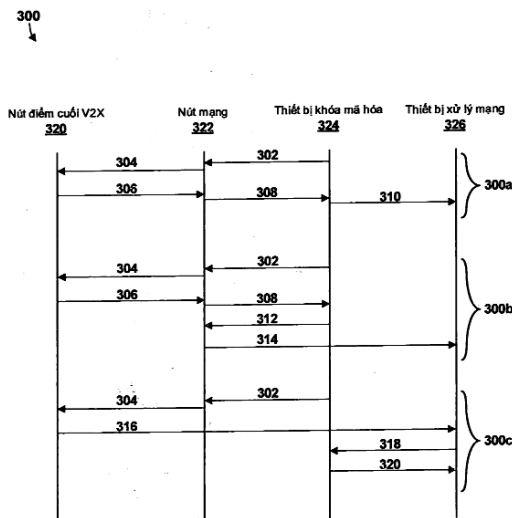 300
Nút điểm cuối V2X Nút mạng Thiết bị khóa mã hóa Thiết bị xử lý mạng
320 322 324 326
304 302
306 308 310 300a
304 302
306 308
312 300b
314
304 302
316
318 300c
320